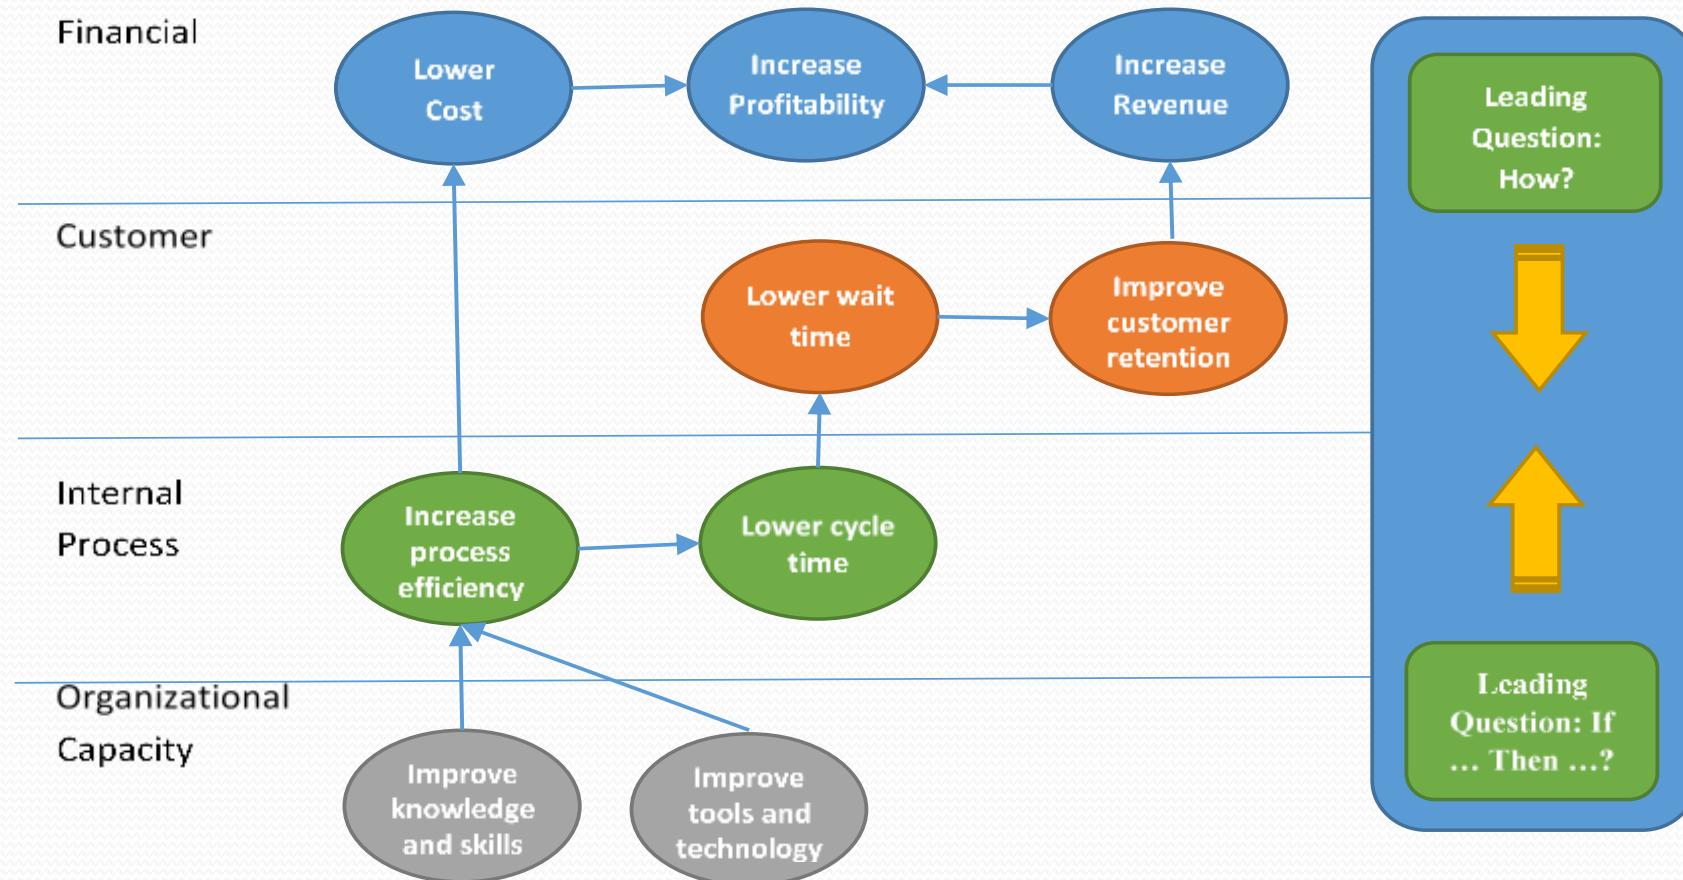 Financial
Lower
Cost
Increase
Profitability
Increase
Revenue
Leading
Question:
How?
Customer
Lower wait
time
Improve
customer
retention
Internal
Process
Increase
process
efficiency
Lower cycle
time
Organizational
Capacity
Improve
knowledge
and skills
Improve
tools and
technology
Leading
Question: If
... Then ...?